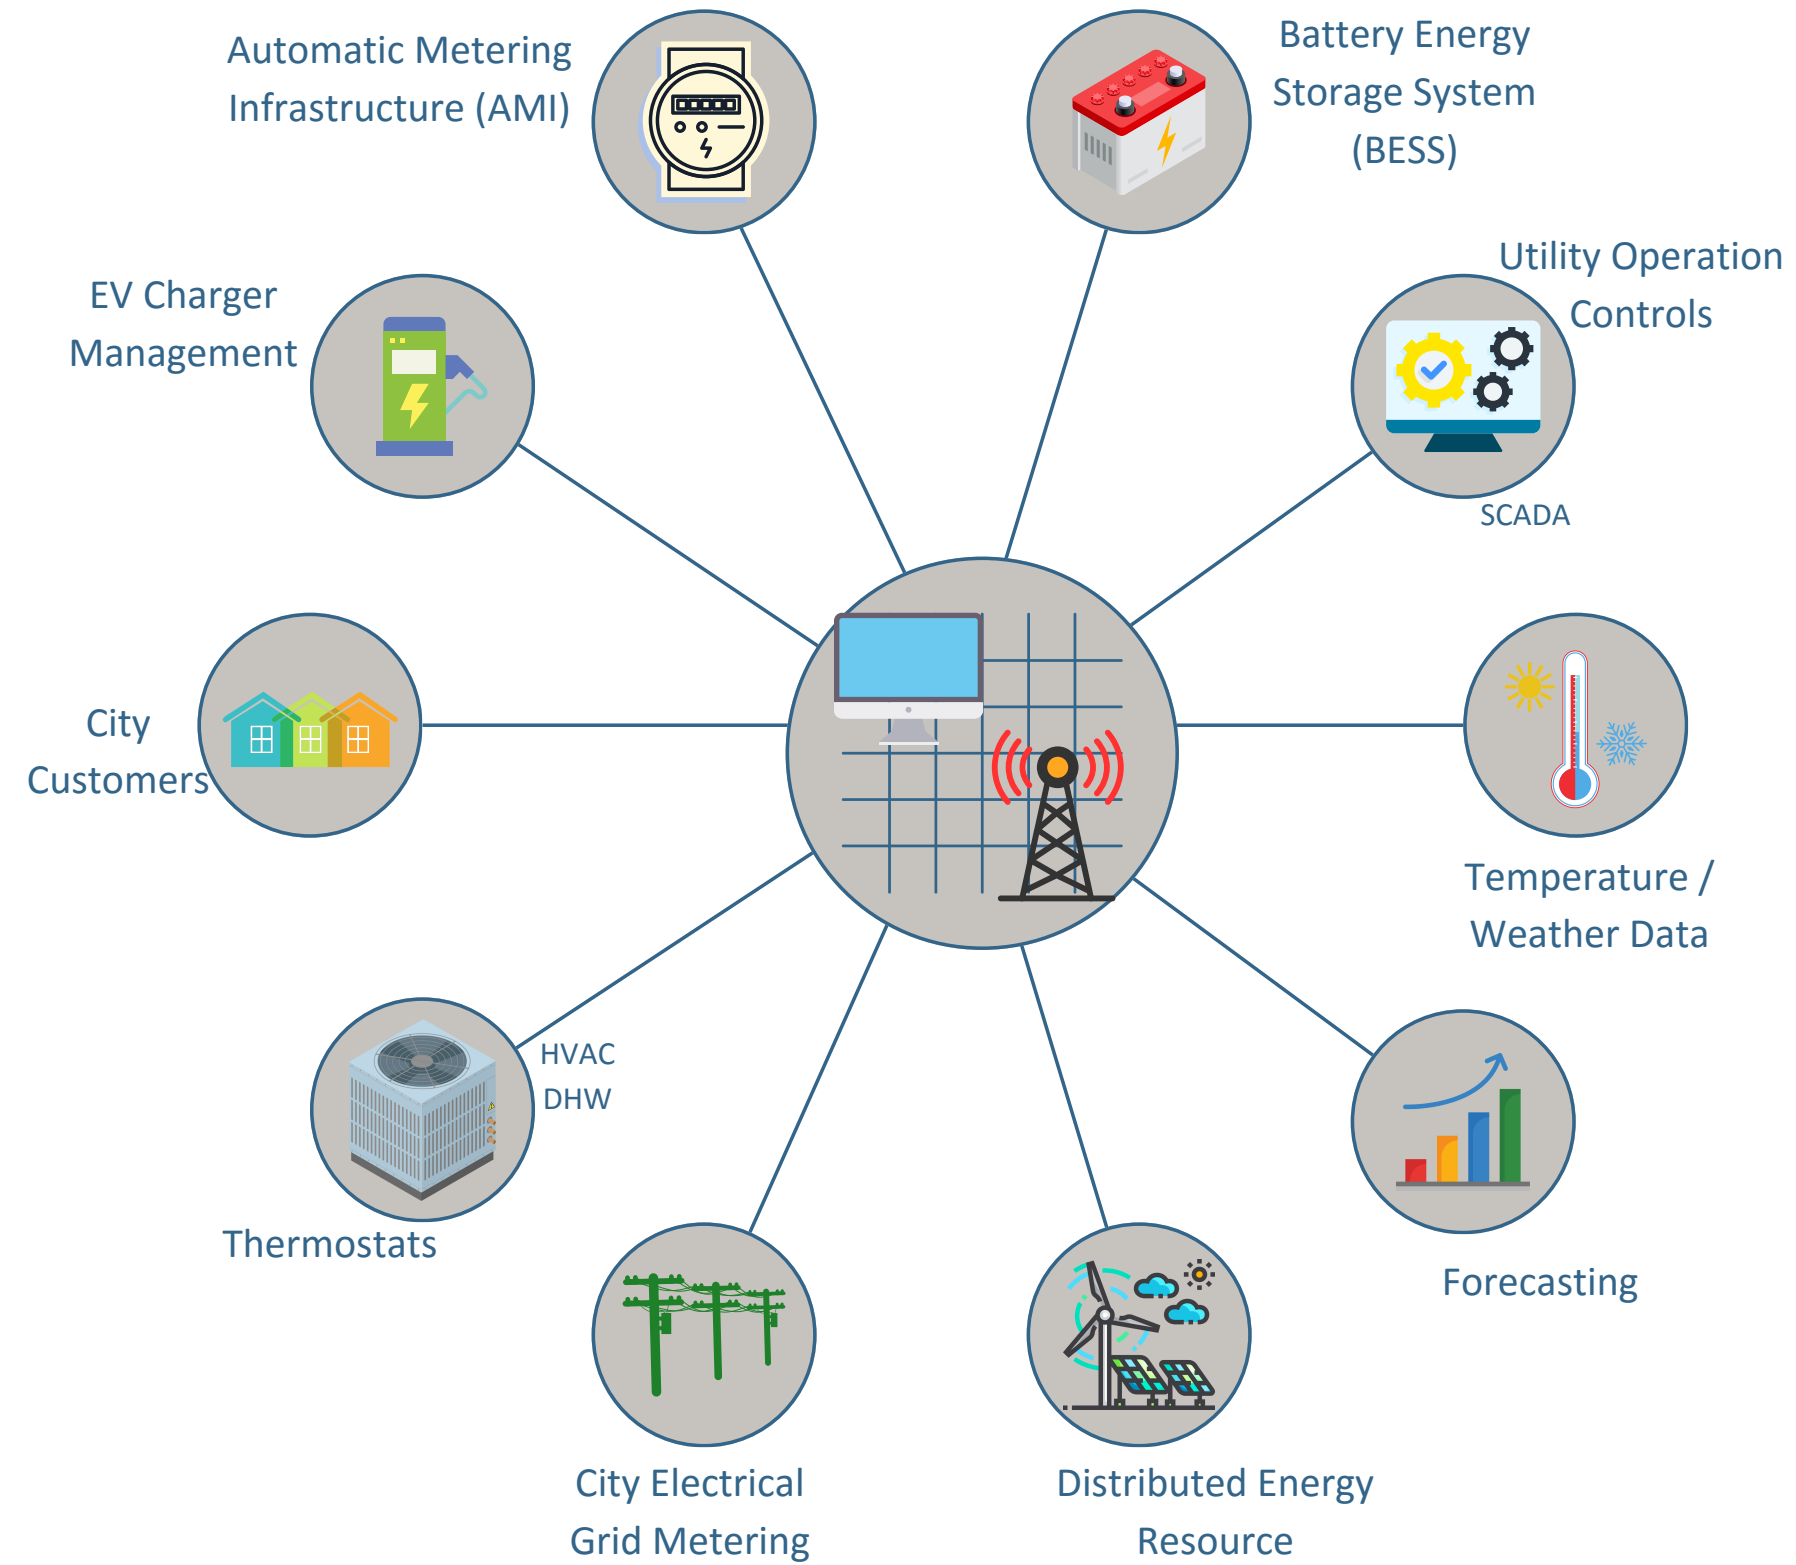 Automatic Metering
Infrastructure (AMI)
Battery Energy
Storage System
(BESS)
EV Charger
Management
Utility Operation
Controls
SCADA
City
Customers
Temperature /
Weather Data
HVAC
DHW
Thermostats
Forecasting
City Electrical
Grid Metering
Distributed Energy
Resource